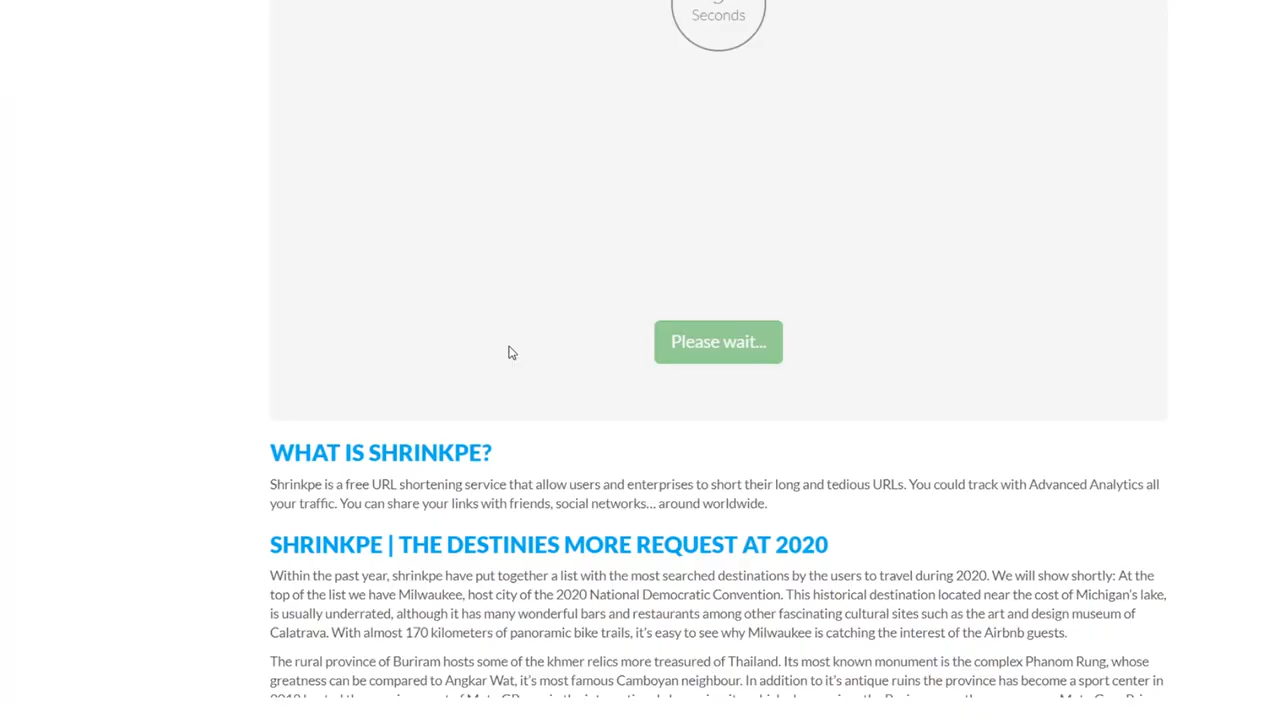 Seconds
Please wait...
WHAT IS SHRINKPE?
Shrinkpe is a free URL shortening service that allow users and enterprises to short their long and tedious URLs. You could track with Advanced Analytics all
your traffic. You can share your links with friends, social networks… around worldwide.
SHRINKPE | THE DESTINIES MORE REQUEST AT 2020
Within the past year, shrinkpe have put together a list with the most searched destinations by the users to travel during 2020. We will show shortly: At the
top of the list we have Milwaukee, host city of the 2020 National Democratic Convention. This historical destination located near the cost of Michigan's lake,
is usually underrated, although it has many wonderful bars and restaurants among other fascinating cultural sites such as the art and design museum of
Calatrava. With almost 170 kilometers of panoramic bike trails, it's easy to see why Milwaukee is catching the interest of the Airbnb guests.
The rural province of Buriram hosts some of the khmer relics more treasured of Thailand. Its most known monument is the complex Phanom Rung, whose
greatness can be compared to Angkar Wat, it's most famous Camboyan neighbour. In addition to it's antique ruins the province has become a sport center in